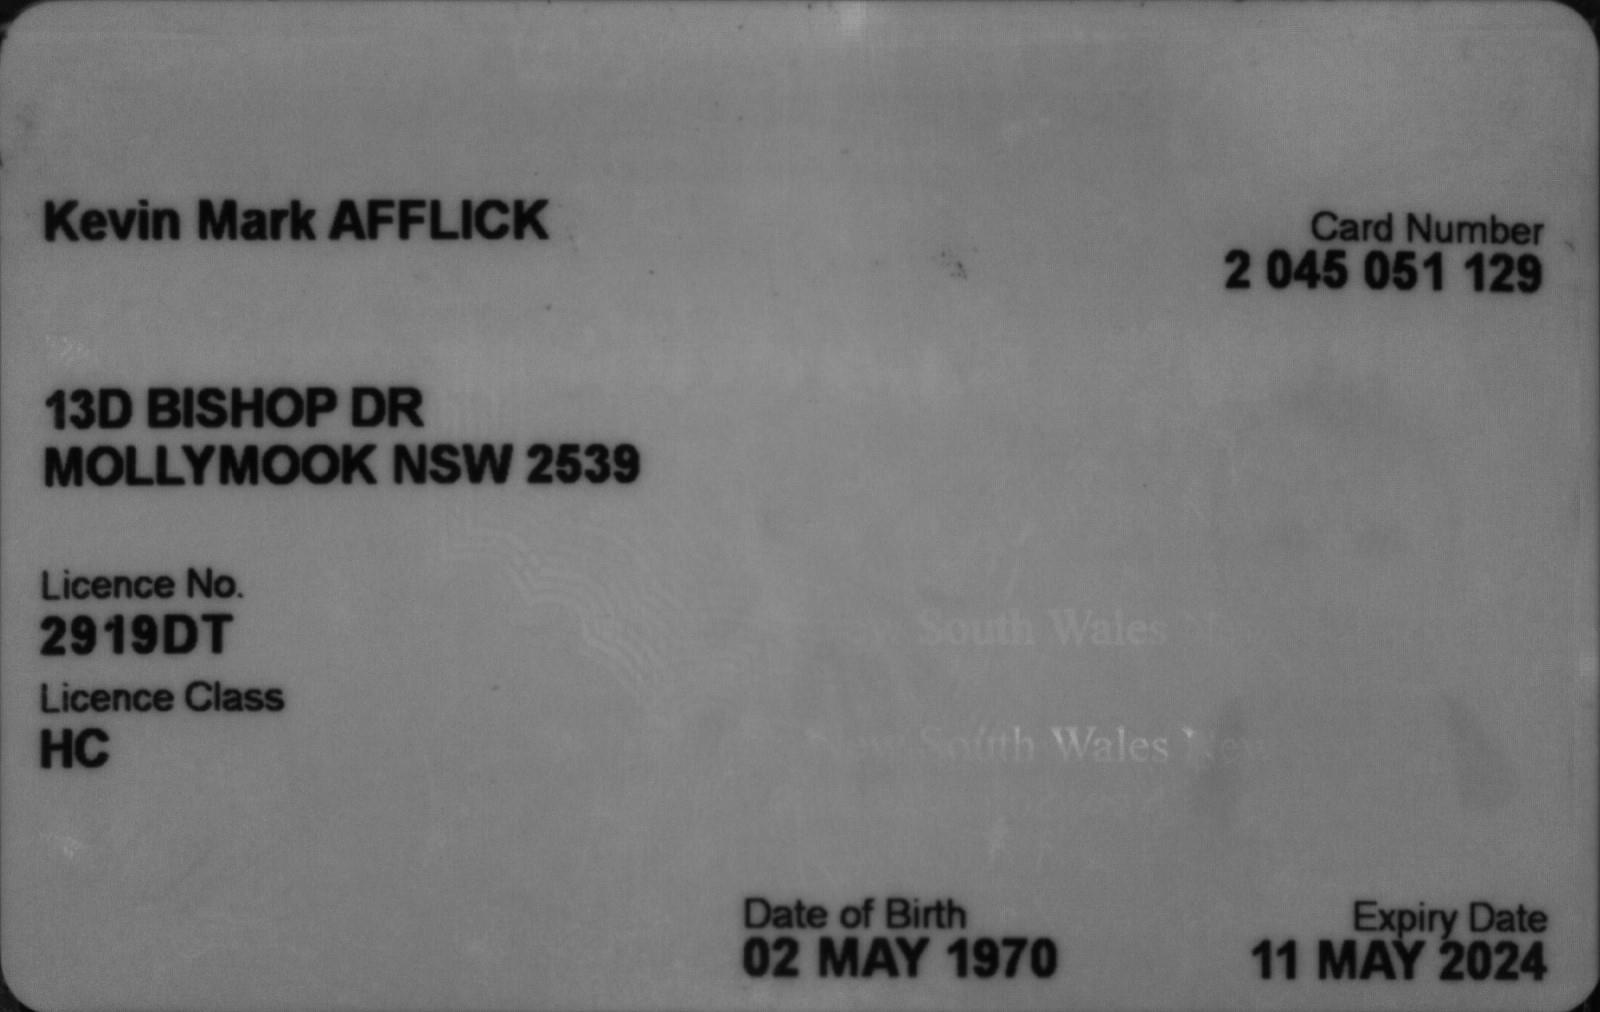 Kevin Mark AFFLICK
Card Number
2 045 051 129
13D BISHOP DR
MOLLYMOOK NSW 2539
Licence No.
2919DT
South Wales New
Licence Class
HC
New South Wales New
Date of Birth
02 MAY 1970
Expiry Date
11 MAY 2024